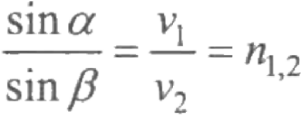 sin α / sin β = v₁ / v₂ = n₁,₂